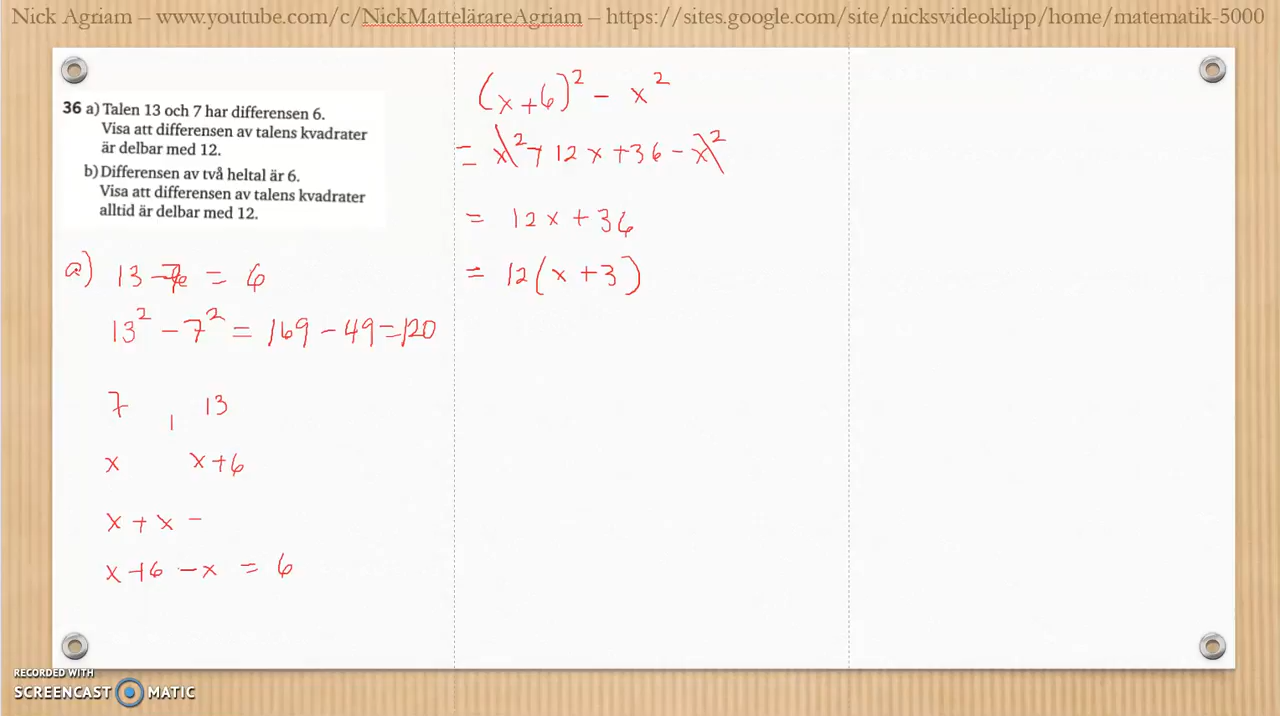 Nick Agriam – www.youtube.com/c/NickMattelärareAgriam – https://sites.google.com/site/nicksvideoklipp/home/matematik-5000
36 a) Talen 13 och 7 har differensen 6.
Visa att differensen av talens kvadrater
är delbar med 12.
b) Differensen av två heltal är 6.
Visa att differensen av talens kvadrater
alltid är delbar med 12.
a) 13 - 7 = 6
13² - 7² = 169 - 49 = 120
7 , 13
x x + 6
x + x -
x + 6 - x = 6
(x + 6)² - x²
= x² + 12x + 36 - x²
= 12x + 36
= 12(x + 3)
RECORDED WITH
SCREENCAST MATIC